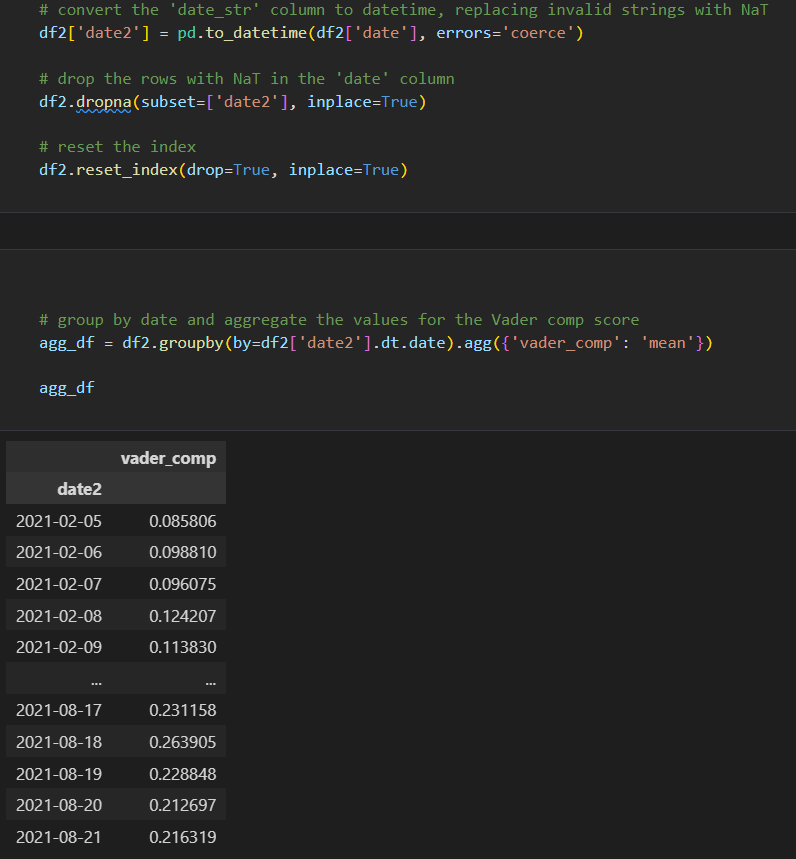 # convert the 'date_str' column to datetime, replacing invalid strings with NaT
df2['date2'] = pd.to_datetime(df2['date'], errors='coerce')
# drop the rows with NaT in the 'date' column
df2.dropna(subset=['date2'], inplace=True)
# reset the index
df2.reset_index(drop=True, inplace=True)
# group by date and aggregate the values for the Vader comp score
agg_df = df2.groupby(by=df2['date2'].dt.date).agg({'vader_comp': 'mean'})
agg_df
vader_comp
date2
2021-02-05 0.085806
2021-02-06 0.098810
2021-02-07 0.096075
2021-02-08 0.124207
2021-02-09 0.113830
... ...
2021-08-17 0.231158
2021-08-18 0.263905
2021-08-19 0.228848
2021-08-20 0.212697
2021-08-21 0.216319